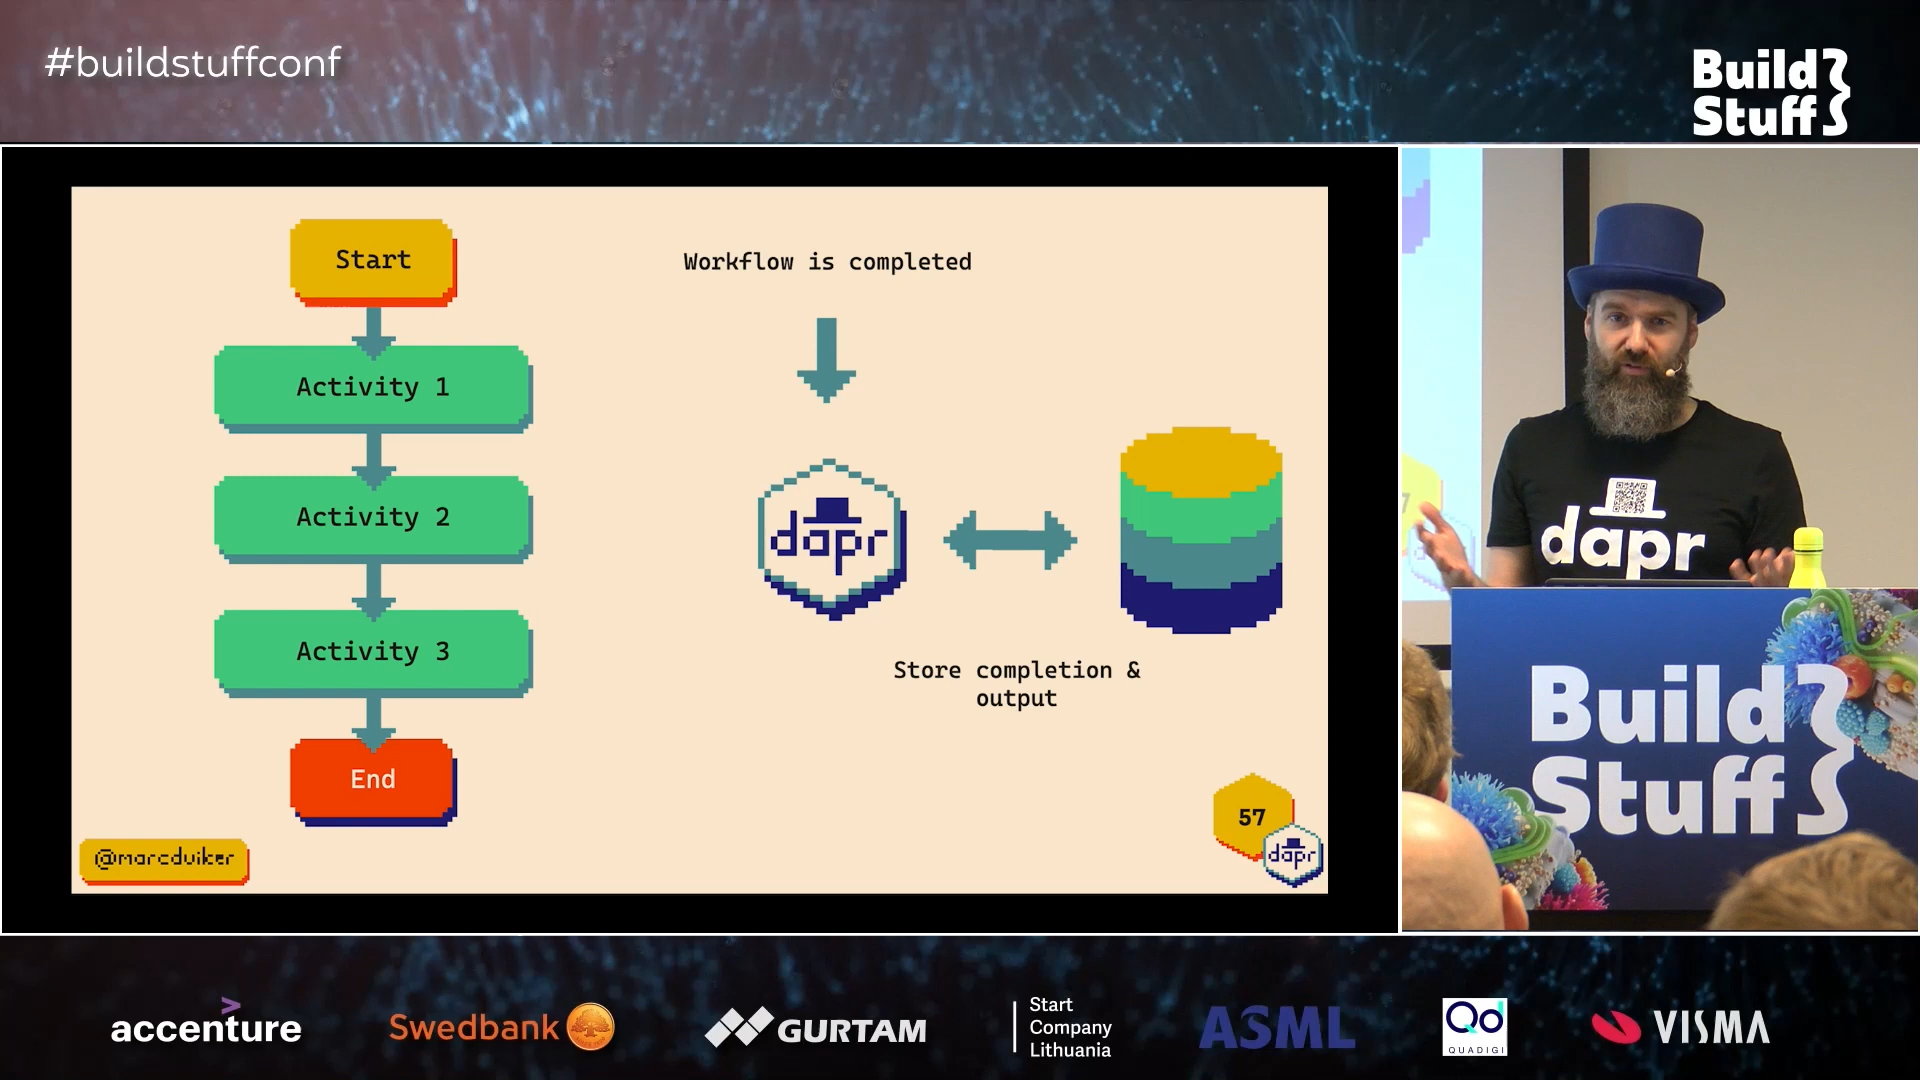 #buildstuffconf
Build
Stuff
Start
Activity 1
Activity 2
Activity 3
End
Workflow is completed
dapr
Store completion &
output
@marcduiker
57
dapr
dapr
Build
Stuff
accenture
Swedbank
GURTAM
Start
Company
Lithuania
ASML
Qd
QUADIGI
VISMA